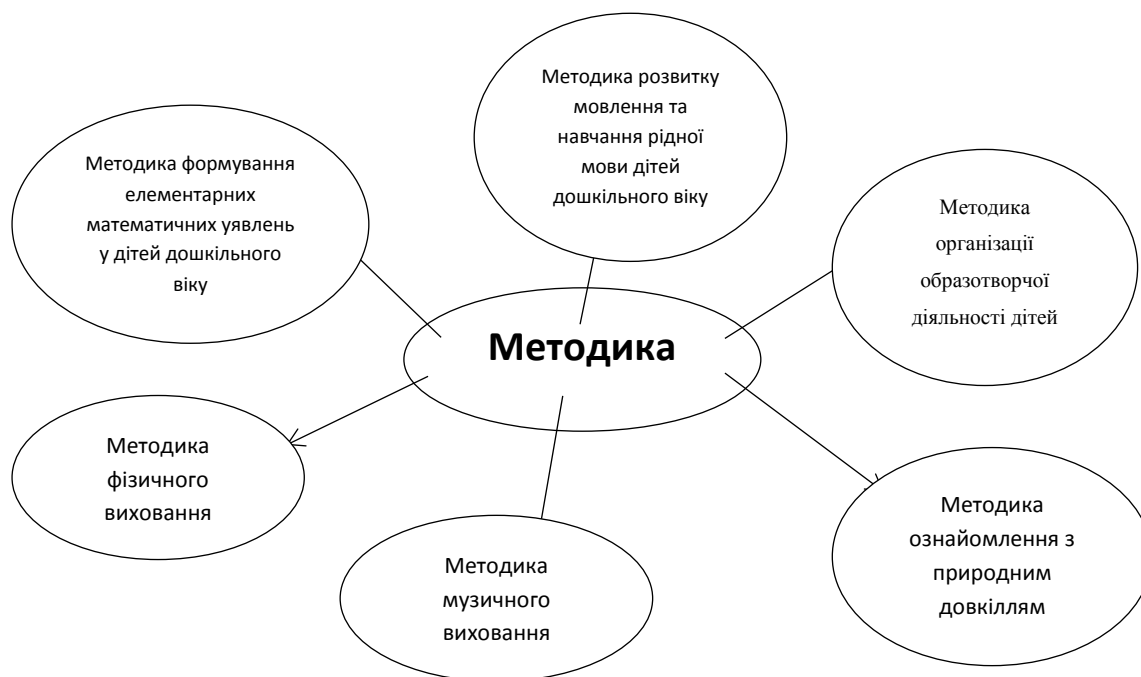 Методика розвитку
мовлення та
навчання рідної
мови дітей
дошкільного віку
Методика формування
елементарних
математичних уявлень
у дітей дошкільного
віку
Методика
організації
образотворчої
діяльності дітей
Методика
Методика
фізичного
виховання
Методика
музичного
виховання
Методика
ознайомлення з
природним
довкіллям